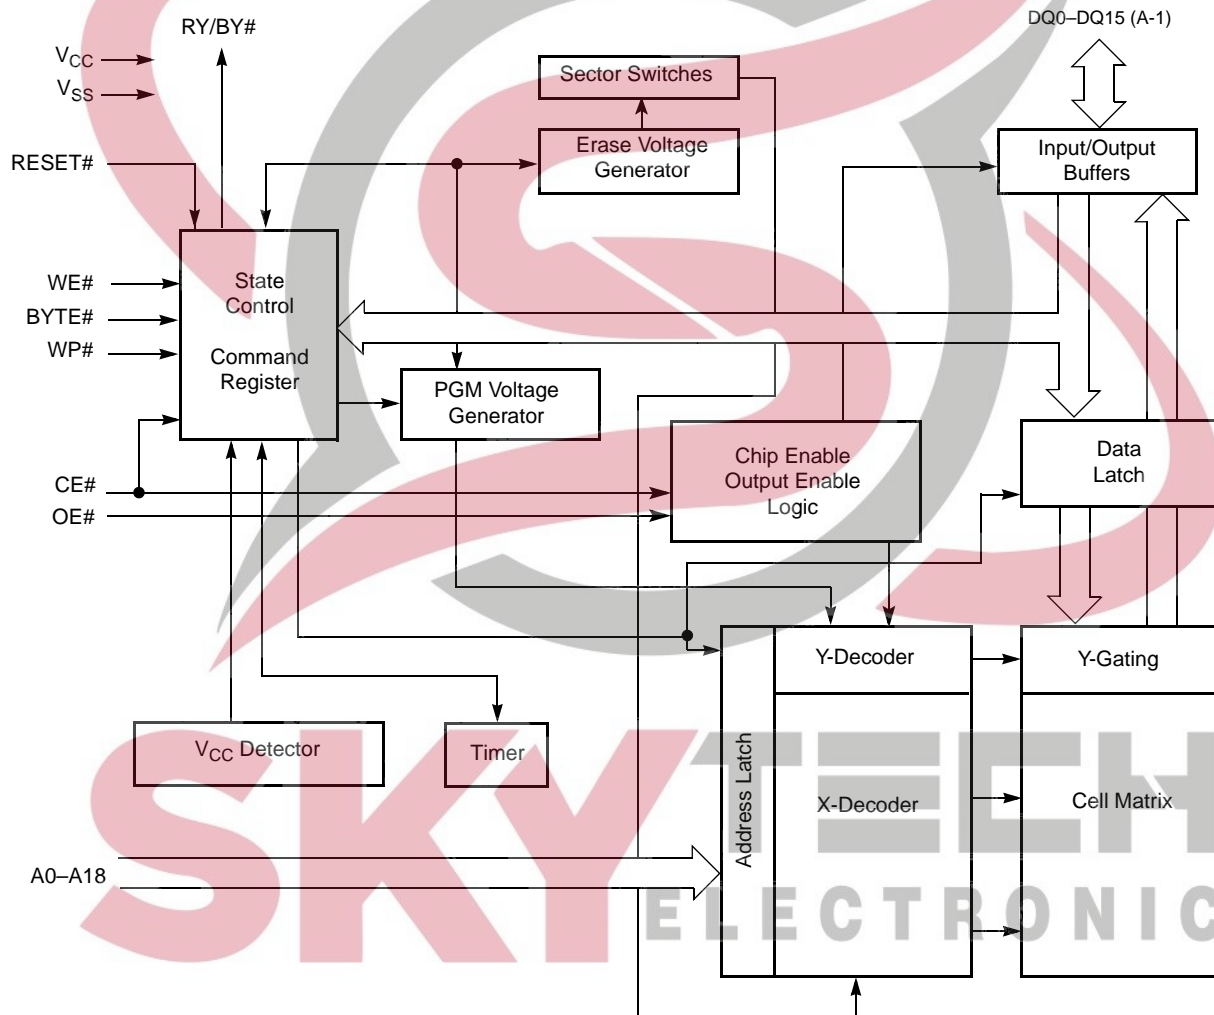 RY/BY#
DQ0–DQ15 (A-1)
VCC
VSS
Sector Switches
Erase Voltage
Generator
Input/Output
Buffers
RESET#
WE#
BYTE#
WP#
State
Control
Command
Register
PGM Voltage
Generator
Chip Enable
Output Enable
Logic
Data
Latch
CE#
OE#
Y-Decoder
Y-Gating
VCC Detector
Timer
Address Latch
X-Decoder
Cell Matrix
A0–A18
SKYTECH
ELECTRONIC